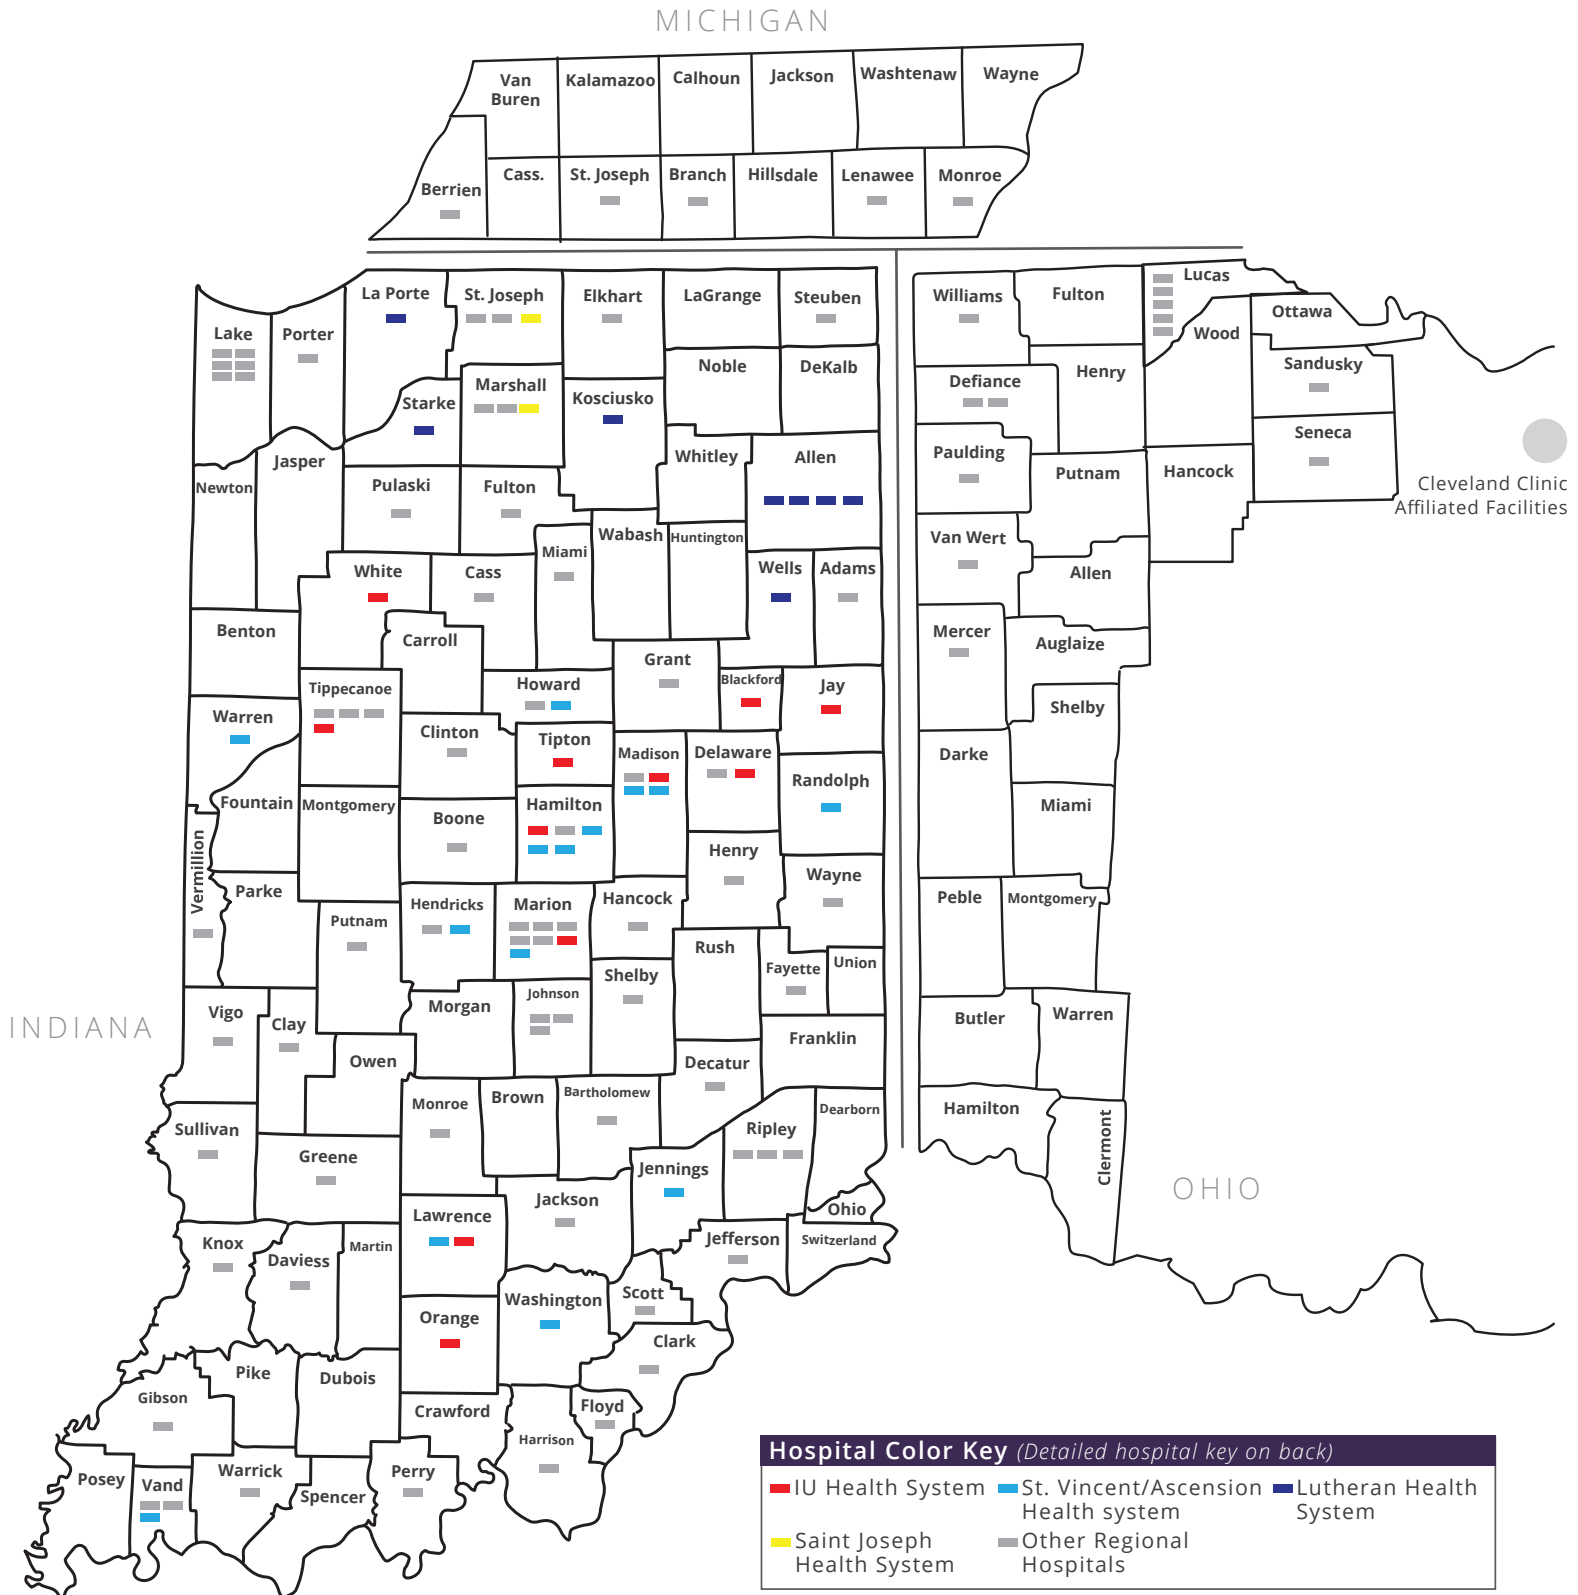 MICHIGAN
Van
Buren
Kalamazoo
Calhoun
Jackson
Washtenaw
Wayne
Berrien
Cass.
St. Joseph
Branch
Hillsdale
Lenawee
Monroe
INDIANA
Lake
Porter
La Porte
St. Joseph
Elkhart
LaGrange
Steuben
Starke
Marshall
Kosciusko
Noble
DeKalb
Newton
Jasper
Pulaski
Fulton
Whitley
Allen
Miami
Wabash
Huntington
White
Cass
Wells
Adams
Benton
Carroll
Grant
Tippecanoe
Howard
Blackford
Jay
Warren
Clinton
Tipton
Madison
Delaware
Randolph
Fountain
Montgomery
Boone
Hamilton
Henry
Wayne
Vermillion
Parke
Putnam
Hendricks
Marion
Hancock
Rush
Fayette
Union
Shelby
Vigo
Clay
Morgan
Johnson
Owen
Franklin
Decatur
Monroe
Brown
Bartholomew
Dearborn
Sullivan
Greene
Ripley
Jennings
Lawrence
Jackson
Ohio
Knox
Daviess
Martin
Jefferson
Switzerland
Orange
Washington
Scott
Clark
Gibson
Pike
Dubois
Crawford
Floyd
Harrison
Posey
Vand
Warrick
Spencer
Perry
Williams
Fulton
Lucas
Wood
Ottawa
Defiance
Henry
Sandusky
Paulding
Putnam
Hancock
Seneca
Cleveland Clinic
Affiliated Facilities
Van Wert
Allen
Mercer
Auglaize
Shelby
Darke
Miami
Peble
Montgomery
Butler
Warren
Hamilton
Clermont
OHIO
Hospital Color Key (Detailed hospital key on back)
IU Health System
St. Vincent/Ascension
Health system
Lutheran Health
System
Saint Joseph
Health System
Other Regional
Hospitals